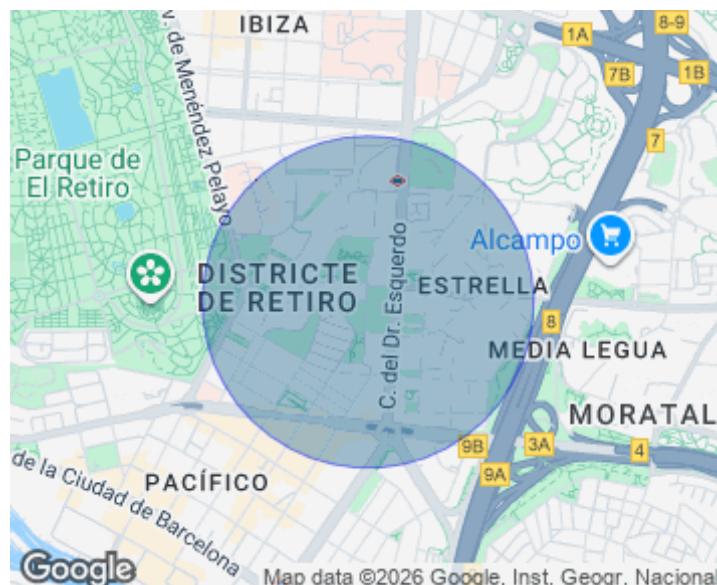 IBIZA
8-9
1A
7B
1B
v. de Menéndez Pelayo
7
Parque de
El Retiro
Alcampo
DISTRICTE
DE RETIRO
C. del Dr. Esquerdo
ESTRELLA
8
MEDIA LEGUA
MORATAL
9B
3A
4
9A
PACÍFICO
de la Ciudad de Barcelona
Google
Map data ©2026 Google, Inst. Geogr. Nacional